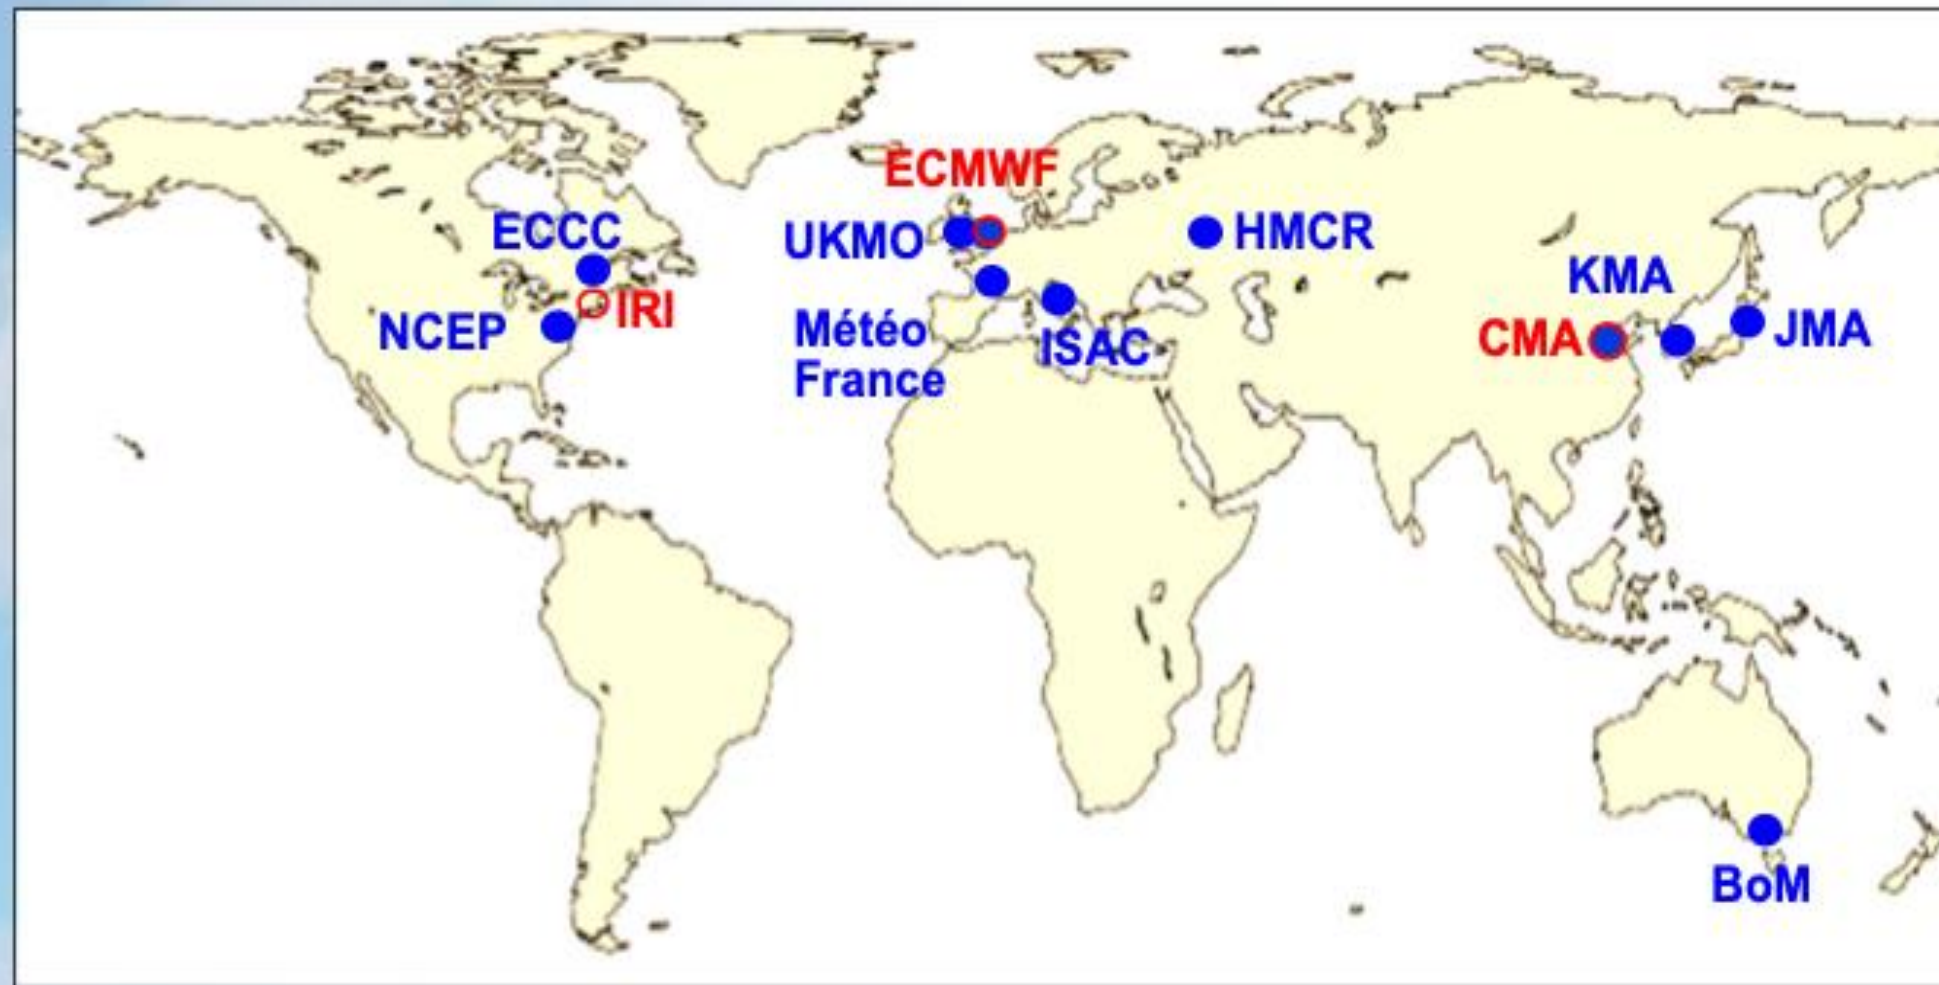 ECMWF
ECCC
UKMO
HMCR
KMA
IRI
NCEP
Météo
France
ISAC
CMA
JMA
BoM